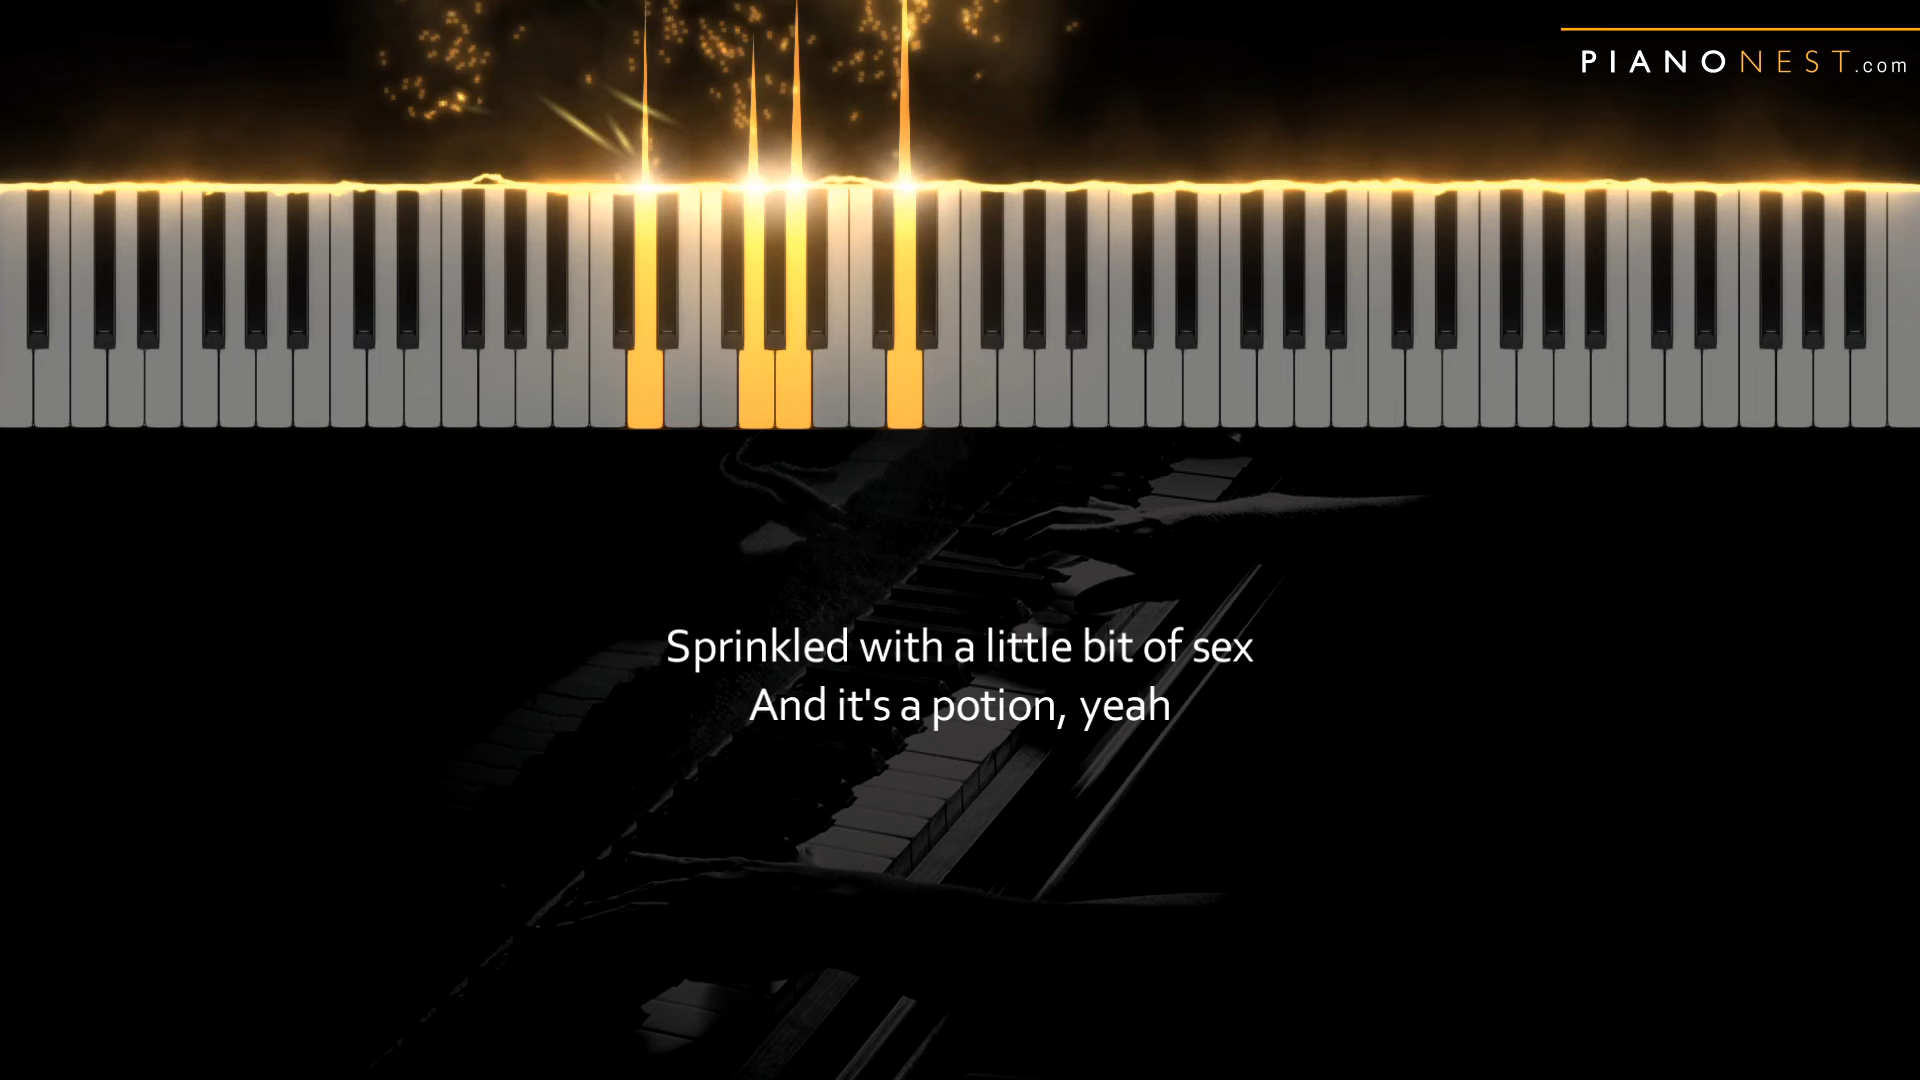 PIANONEST.com
Sprinkled with a little bit of sex
And it's a potion, yeah